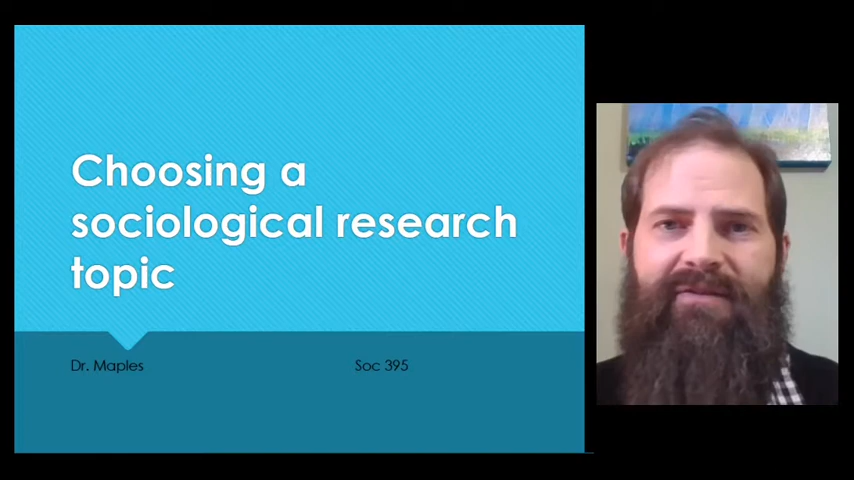 Choosing a
sociological research
topic
Dr. Maples
Soc 395